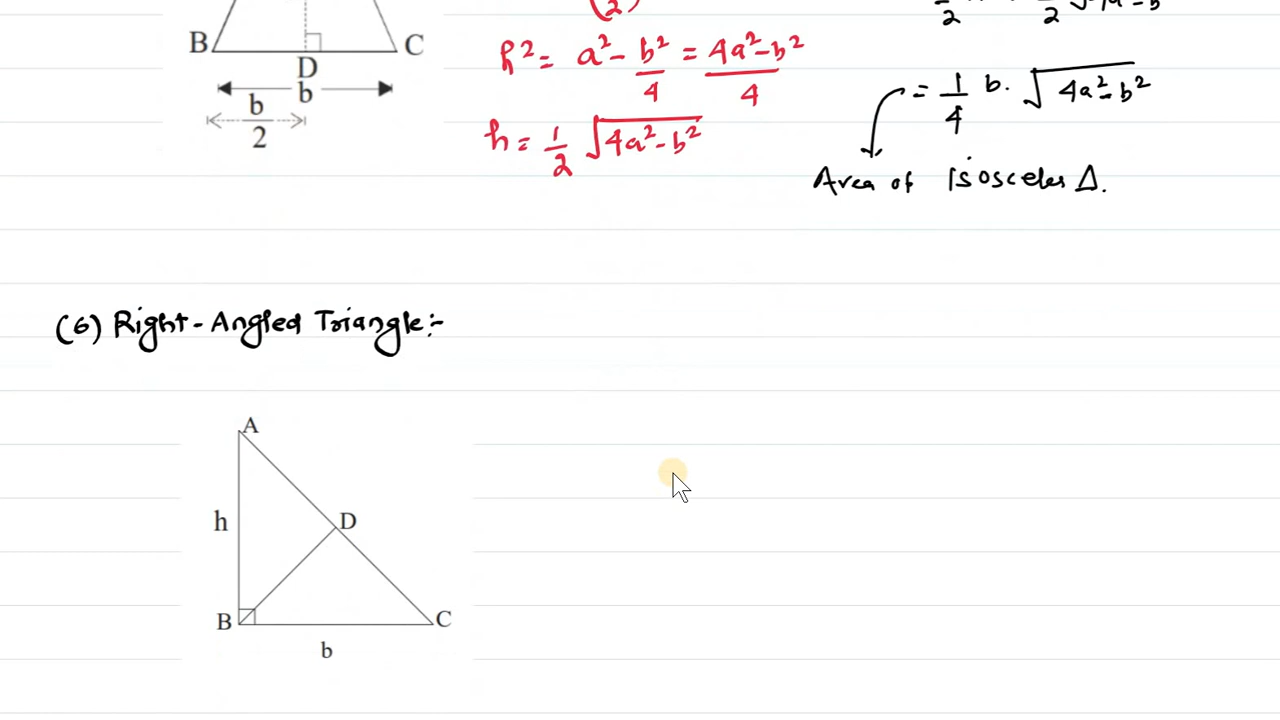 B
C
D
b
b
2
(2)
h² = a² - b²/4 = 4a²-b²/4
h = 1/2 √4a²-b²
= 1/4 b. √4a²-b²
Area of Isosceles Δ.
(6) Right-Angled Triangle:-
A
h
D
B
C
b